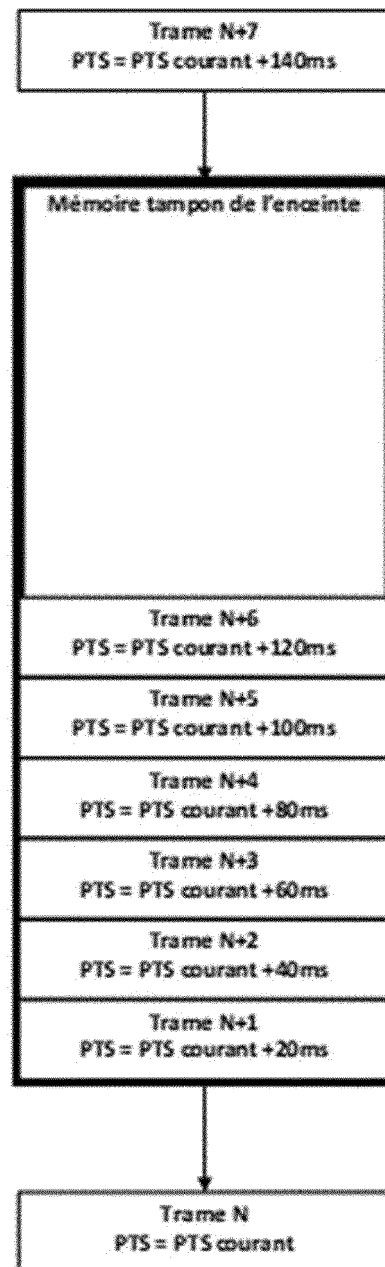 Trame N+7
PTS = PTS courant +140ms
Mémoire tampon de l'enceinte
Trame N+6
PTS = PTS courant +120ms
Trame N+5
PTS = PTS courant +100ms
Trame N+4
PTS = PTS courant +80ms
Trame N+3
PTS = PTS courant +60ms
Trame N+2
PTS = PTS courant +40ms
Trame N+1
PTS = PTS courant +20ms
Trame N
PTS = PTS courant